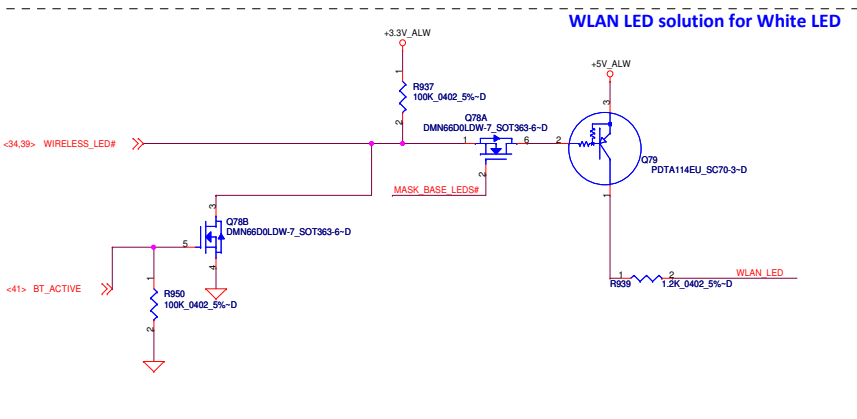 WLAN LED solution for White LED
+3.3V_ALW
+5V_ALW
1
R937
100K_0402_5%~D
2
3
Q78A
DMN66D0LDW-7_SOT363-6~D
<34,39> WIRELESS_LED#
1
6
2
Q79
PDTA114EU_SC70-3~D
2
MASK_BASE_LEDS#
1
3
Q78B
DMN66D0LDW-7_SOT363-6~D
5
4
1
2
WLAN_LED
R939
1.2K_0402_5%~D
<41> BT_ACTIVE
1
R950
100K_0402_5%~D
2